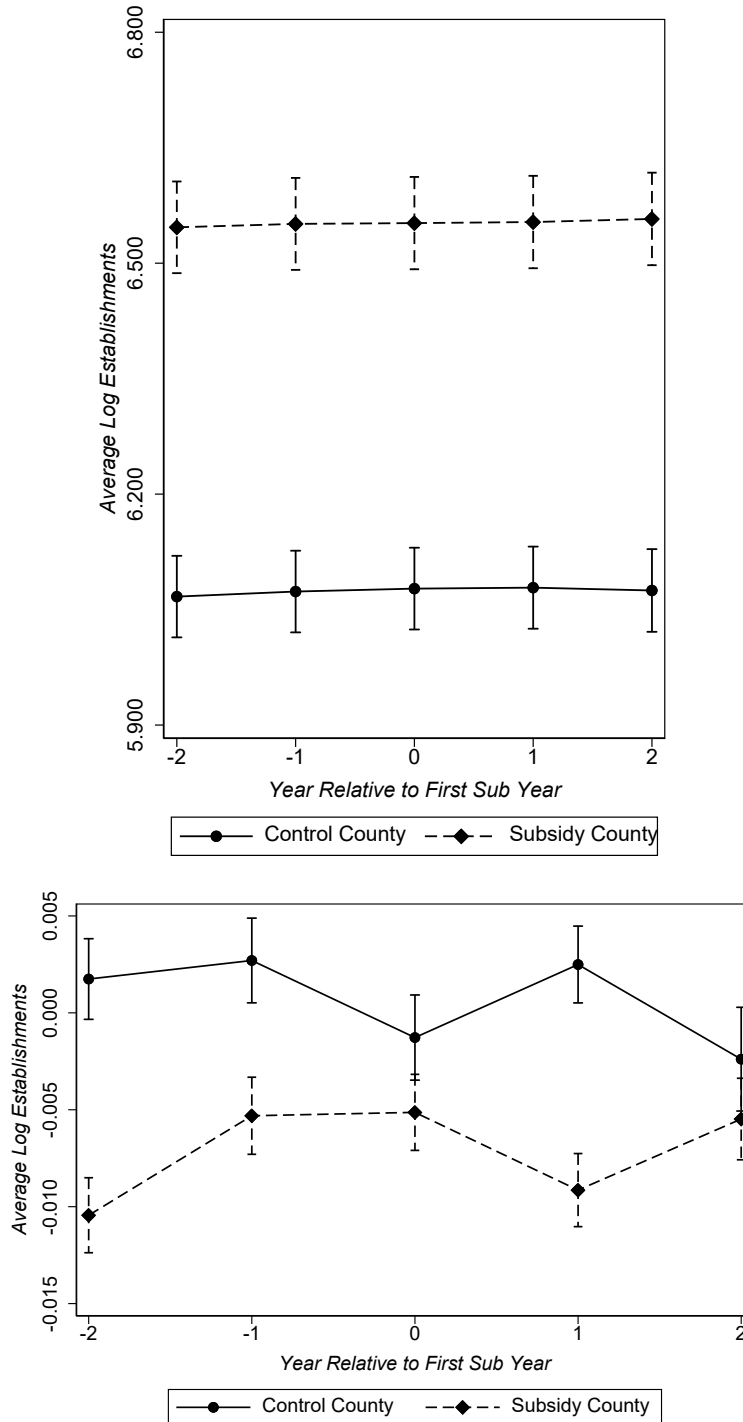 6.800
6.500
6.200
5.900
Average Log Establishments
-2 -1 0 1 2
Year Relative to First Sub Year
Control County Subsidy County
0.005
0.000
-0.005
-0.010
-0.015
Average Log Establishments
-2 -1 0 1 2
Year Relative to First Sub Year
Control County Subsidy County